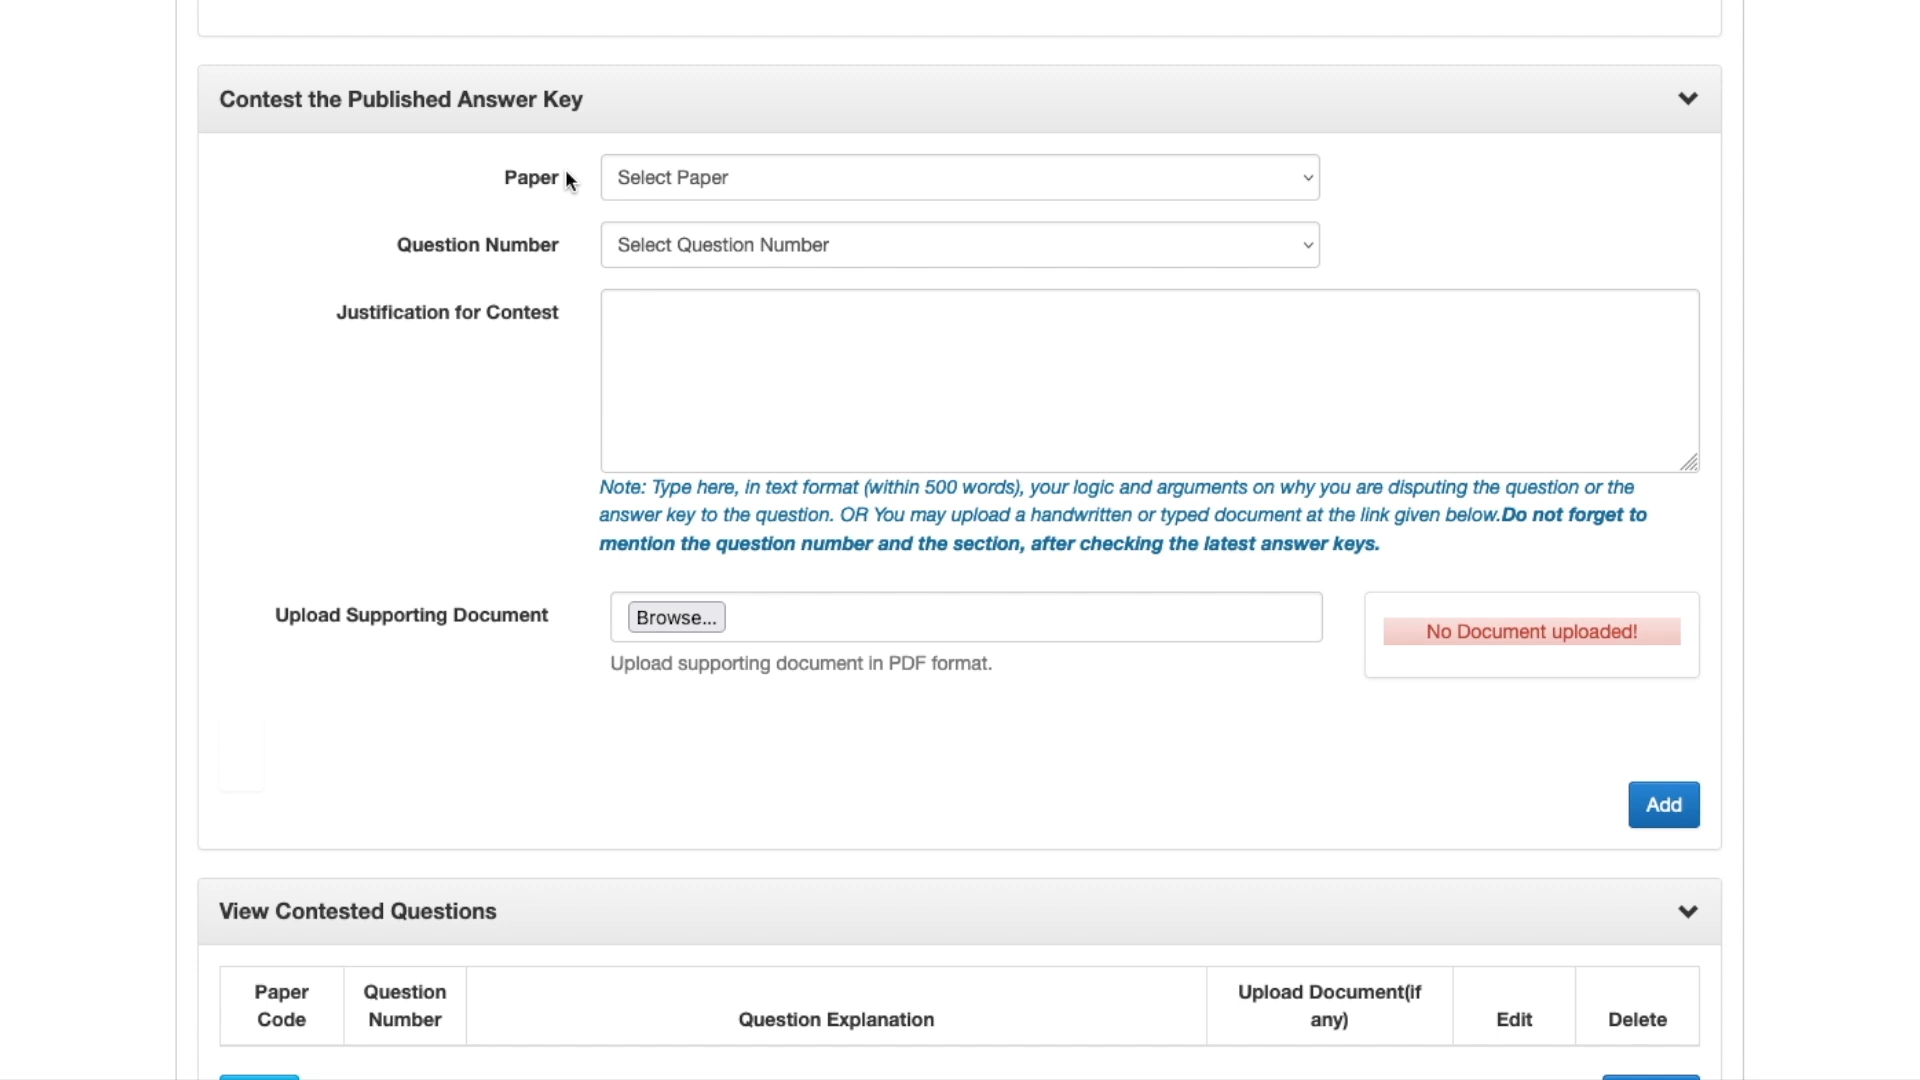 Contest the Published Answer Key
Paper
Select Paper
Question Number
Select Question Number
Justification for Contest
Note: Type here, in text format (within 500 words), your logic and arguments on why you are disputing the question or the
answer key to the question. OR You may upload a handwritten or typed document at the link given below.Do not forget to
mention the question number and the section, after checking the latest answer keys.
Upload Supporting Document
Browse...
No Document uploaded!
Upload supporting document in PDF format.
Add
View Contested Questions
Paper
Code
Question
Number
Question Explanation
Upload Document(if
any)
Edit
Delete